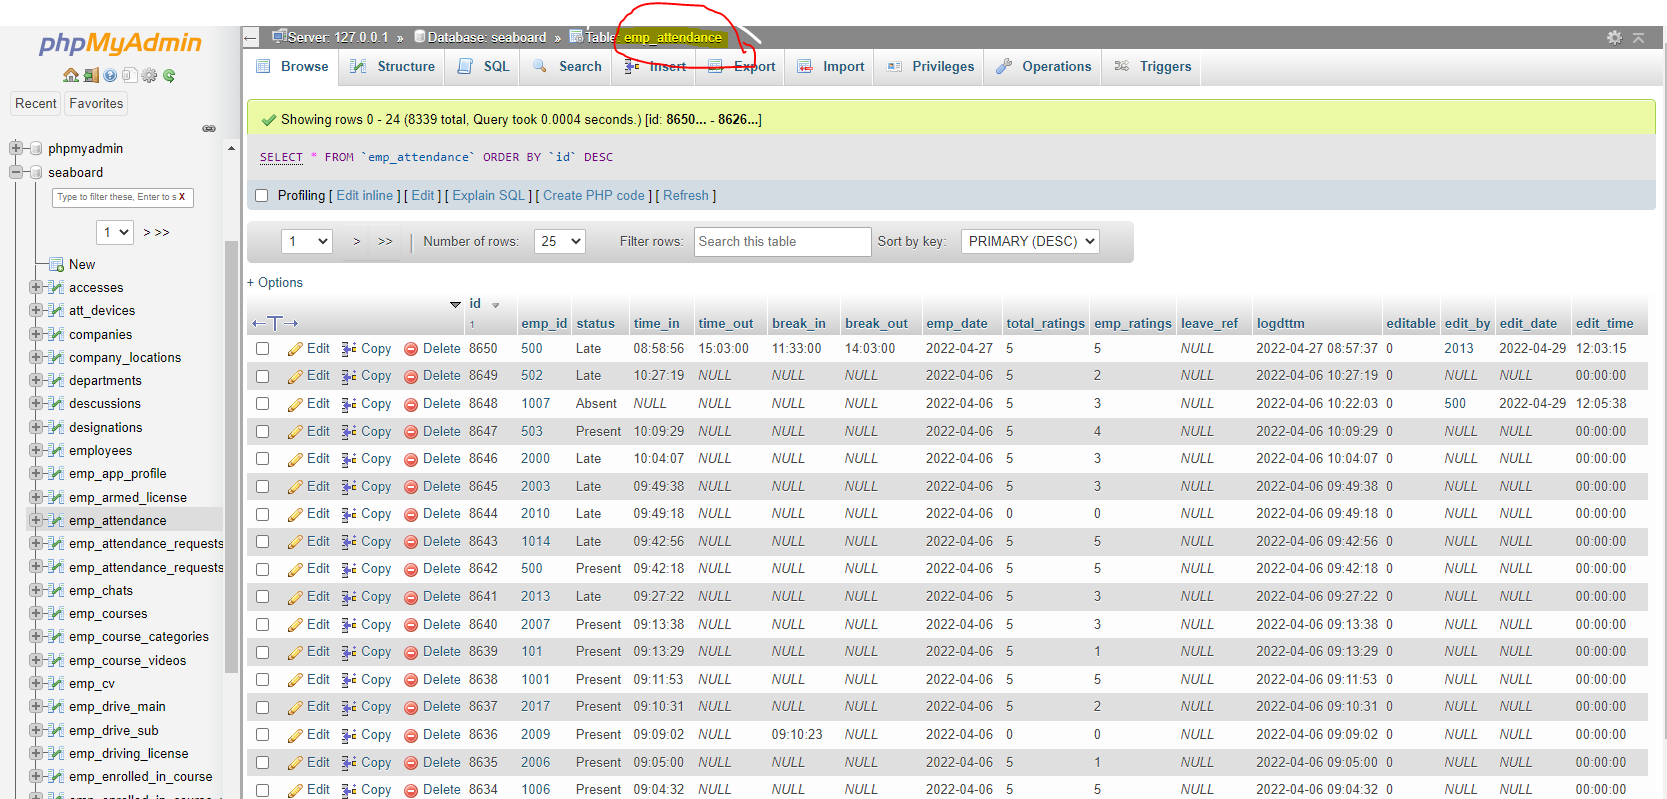 phpMyAdmin
Recent Favorites
phpmyadmin
seaboard
Type to filter these, Enter to s X
1 > >>
New
accesses
att_devices
companies
company_locations
departments
descussions
designations
employees
emp_app_profile
emp_armed_license
emp_attendance
emp_attendance_requests
emp_attendance_requests
emp_chats
emp_courses
emp_course_categories
emp_course_videos
emp_cv
emp_drive_main
emp_drive_sub
emp_driving_license
emp_enrolled_in_course
Server: 127.0.0.1 » Database: seaboard » Table: emp_attendance
Browse Structure SQL Search Insert Export Import Privileges Operations Triggers
Showing rows 0 - 24 (8339 total, Query took 0.0004 seconds.) [id: 8650... - 8626...]
SELECT * FROM `emp_attendance` ORDER BY `id` DESC
Profiling [ Edit inline ] [ Edit ] [ Explain SQL ] [ Create PHP code ] [ Refresh ]
1 > >> | Number of rows: 25 Filter rows: Search this table Sort by key: PRIMARY (DESC)
+ Options
←T→ id 1 emp_id status time_in time_out break_in break_out emp_date total_ratings emp_ratings leave_ref logdttm editable edit_by edit_date edit_time
Edit Copy Delete 8650 500 Late 08:58:56 15:03:00 11:33:00 14:03:00 2022-04-27 5 5 NULL 2022-04-27 08:57:37 0 2013 2022-04-29 12:03:15
Edit Copy Delete 8649 502 Late 10:27:19 NULL NULL NULL 2022-04-06 5 2 NULL 2022-04-06 10:27:19 0 NULL NULL 00:00:00
Edit Copy Delete 8648 1007 Absent NULL NULL NULL NULL 2022-04-06 5 3 NULL 2022-04-06 10:22:03 0 500 2022-04-29 12:05:38
Edit Copy Delete 8647 503 Present 10:09:29 NULL NULL NULL 2022-04-06 5 4 NULL 2022-04-06 10:09:29 0 NULL NULL 00:00:00
Edit Copy Delete 8646 2000 Late 10:04:07 NULL NULL NULL 2022-04-06 5 3 NULL 2022-04-06 10:04:07 0 NULL NULL 00:00:00
Edit Copy Delete 8645 2003 Late 09:49:38 NULL NULL NULL 2022-04-06 5 3 NULL 2022-04-06 09:49:38 0 NULL NULL 00:00:00
Edit Copy Delete 8644 2010 Late 09:49:18 NULL NULL NULL 2022-04-06 0 0 NULL 2022-04-06 09:49:18 0 NULL NULL 00:00:00
Edit Copy Delete 8643 1014 Late 09:42:56 NULL NULL NULL 2022-04-06 5 5 NULL 2022-04-06 09:42:56 0 NULL NULL 00:00:00
Edit Copy Delete 8642 500 Present 09:42:18 NULL NULL NULL 2022-04-06 5 5 NULL 2022-04-06 09:42:18 0 NULL NULL 00:00:00
Edit Copy Delete 8641 2013 Late 09:27:22 NULL NULL NULL 2022-04-06 5 3 NULL 2022-04-06 09:27:22 0 NULL NULL 00:00:00
Edit Copy Delete 8640 2007 Present 09:13:38 NULL NULL NULL 2022-04-06 5 3 NULL 2022-04-06 09:13:38 0 NULL NULL 00:00:00
Edit Copy Delete 8639 101 Present 09:13:29 NULL NULL NULL 2022-04-06 5 1 NULL 2022-04-06 09:13:29 0 NULL NULL 00:00:00
Edit Copy Delete 8638 1001 Present 09:11:53 NULL NULL NULL 2022-04-06 5 5 NULL 2022-04-06 09:11:53 0 NULL NULL 00:00:00
Edit Copy Delete 8637 2017 Present 09:10:31 NULL NULL NULL 2022-04-06 5 2 NULL 2022-04-06 09:10:31 0 NULL NULL 00:00:00
Edit Copy Delete 8636 2009 Present 09:09:02 NULL 09:10:23 NULL 2022-04-06 0 0 NULL 2022-04-06 09:09:02 0 NULL NULL 00:00:00
Edit Copy Delete 8635 2006 Present 09:05:00 NULL NULL NULL 2022-04-06 5 1 NULL 2022-04-06 09:05:00 0 NULL NULL 00:00:00
Edit Copy Delete 8634 1006 Present 09:04:32 NULL NULL NULL 2022-04-06 5 5 NULL 2022-04-06 09:04:32 0 NULL NULL 00:00:00